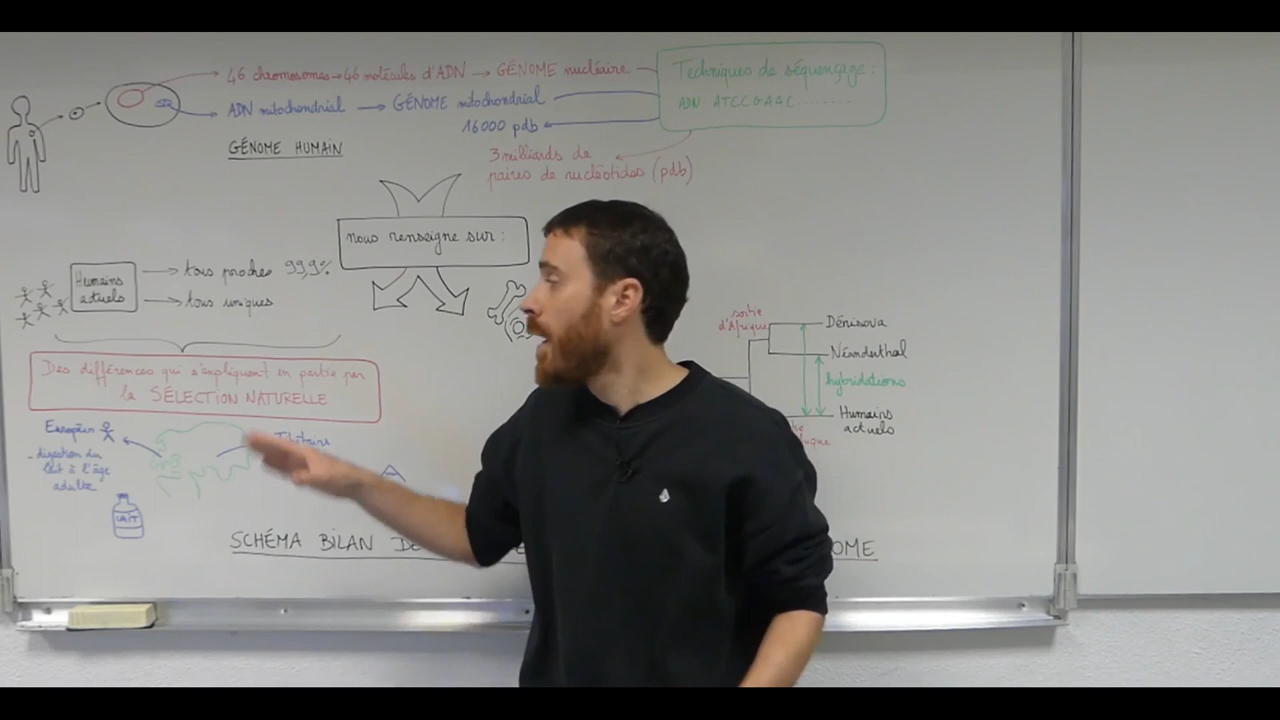 46 chromosomes → 46 molécules d'ADN → GÉNOME nucléaire
ADN mitochondrial → GÉNOME mitochondrial
16000 pdb
GÉNOME HUMAIN
3 milliards de
paires de nucléotides (pdb)
Techniques de séquençage :
ADN ATCCGAAC........
nous renseigne sur :
Humains
actuels
→ tous proches 99,9%
→ tous uniques
Des différences qui s'expliquent en partie par
la SÉLECTION NATURELLE
Européen
- digestion du
lait à l'âge
adulte
LAIT
Tibétains
sortie
d'Afrique
Dénisova
Néanderthal
hybridations
Humains
actuels
SCHÉMA BILAN